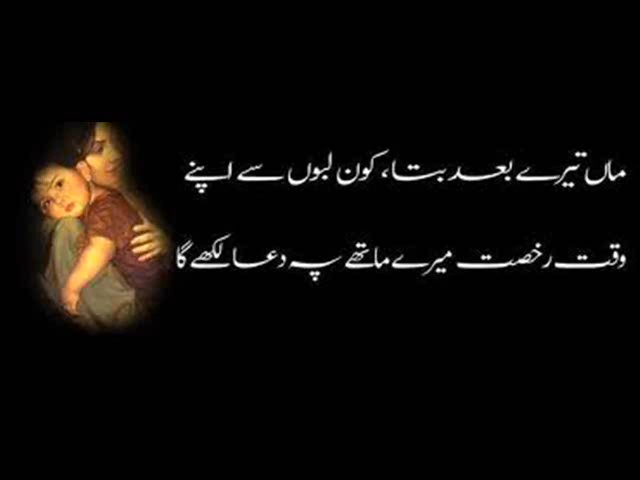 ماں تیرے بعد بتا، کون لبوں سے اپنے
وقت رخصت میرے ماتھے پہ دعا لکھے گا